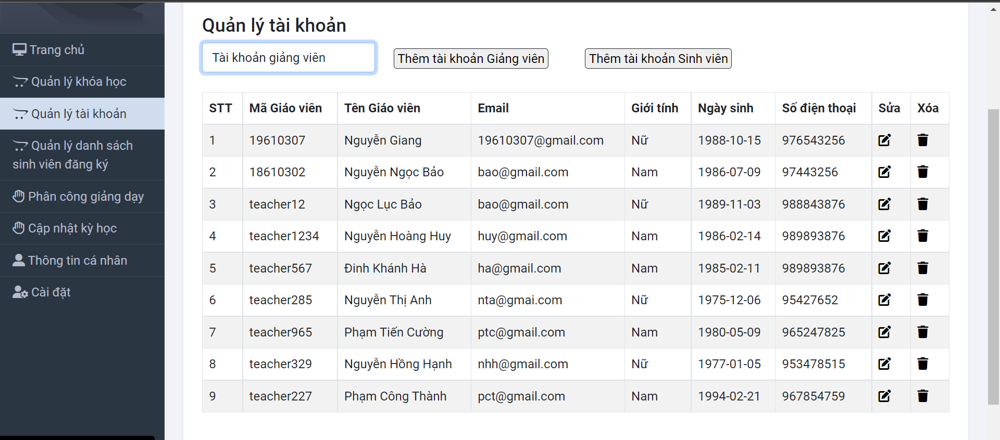 Trang chủ
Quản lý khóa học
Quản lý tài khoản
Quản lý danh sách
sinh viên đăng ký
Phân công giảng dạy
Cập nhật kỳ học
Thông tin cá nhân
Cài đặt
Quản lý tài khoản
Tài khoản giảng viên
Thêm tài khoản Giảng viên
Thêm tài khoản Sinh viên
STT Mã Giáo viên Tên Giáo viên Email Giới tính Ngày sinh Số điện thoại Sửa Xóa
1 19610307 Nguyễn Giang 19610307@gmail.com Nữ 1988-10-15 976543256
2 18610302 Nguyễn Ngọc Bảo bao@gmail.com Nam 1986-07-09 97443256
3 teacher12 Ngọc Lục Bảo bao@gmail.com Nữ 1989-11-03 988843876
4 teacher1234 Nguyễn Hoàng Huy huy@gmail.com Nam 1986-02-14 989893876
5 teacher567 Đinh Khánh Hà ha@gmail.com Nam 1985-02-11 989893876
6 teacher285 Nguyễn Thị Anh nta@gmai.com Nữ 1975-12-06 95427652
7 teacher965 Phạm Tiến Cường ptc@gmail.com Nam 1980-05-09 965247825
8 teacher329 Nguyễn Hồng Hạnh nhh@gmail.com Nữ 1977-01-05 953478515
9 teacher227 Phạm Công Thành pct@gmail.com Nam 1994-02-21 967854759